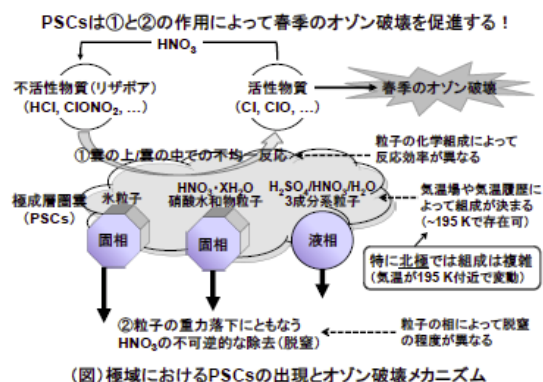 PSCsは①と②の作用によって春季のオゾン破壊を促進する！
HNO₃
不活性物質(リザボア)
(HCl, ClONO₂, …)
活性物質
(Cl, ClO, …)
春季のオゾン破壊
①雲の上/雲の中での不均一反応
粒子の化学組成によって
反応効率が異なる
極成層圏雲
(PSCs)
氷粒子
HNO₃・XH₂O
硝酸水和物粒子
H₂SO₄/HNO₃/H₂O
3成分系粒子
気温場や気温履歴に
よって組成が決まる
(~195 Kで存在可)
固相
固相
液相
特に北極では組成は複雑
(気温が195 K付近で変動)
②粒子の重力落下にともなう
HNO₃の不可逆的な除去(脱窒)
粒子の相によって脱窒
の程度が異なる
(図)極域におけるPSCsの出現とオゾン破壊メカニズム